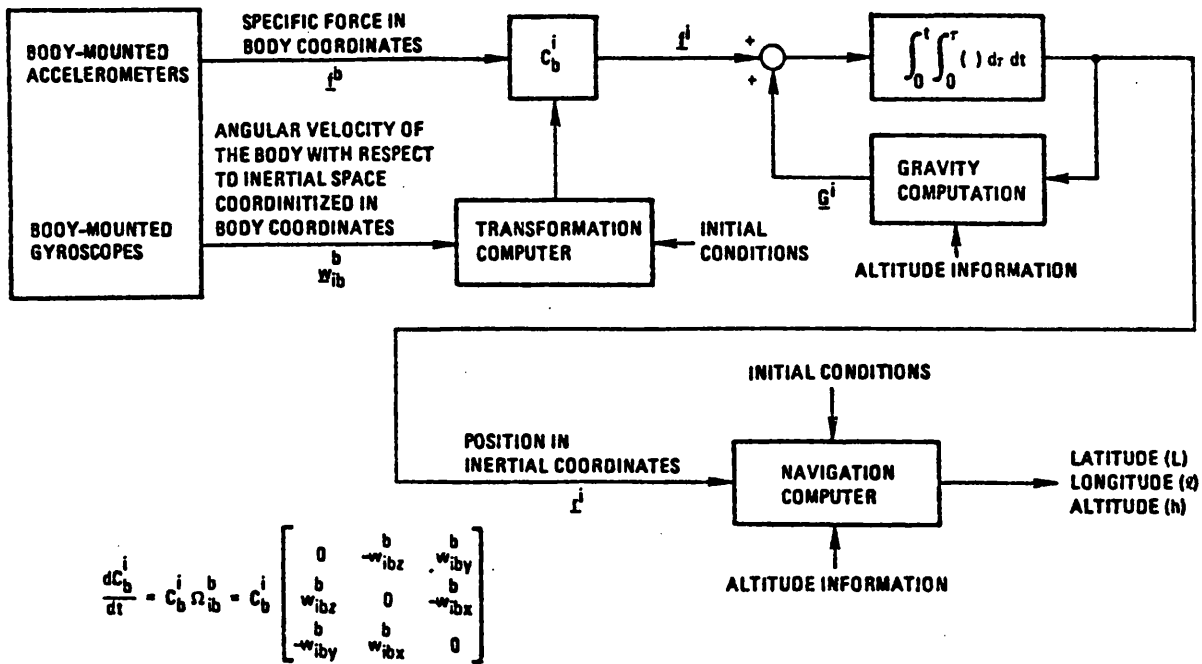 BODY-MOUNTED
ACCELEROMETERS
SPECIFIC FORCE IN
BODY COORDINATES
f^b
C_b^i
f^i
+
+
∫_0^t ∫_0^τ ( ) dτ dt
ANGULAR VELOCITY OF
THE BODY WITH RESPECT
TO INERTIAL SPACE
COORDINITIZED IN
BODY COORDINATES
w_ib^b
BODY-MOUNTED
GYROSCOPES
TRANSFORMATION
COMPUTER
INITIAL
CONDITIONS
G^i
GRAVITY
COMPUTATION
ALTITUDE INFORMATION
INITIAL CONDITIONS
POSITION IN
INERTIAL COORDINATES
r^i
NAVIGATION
COMPUTER
LATITUDE (L)
LONGITUDE (ℓ)
ALTITUDE (h)
ALTITUDE INFORMATION
dC_b^i/dt = C_b^i Ω_ib^b = C_b^i
0 -w_ibz^b w_iby^b
w_ibz^b 0 -w_ibx^b
-w_iby^b w_ibx^b 0